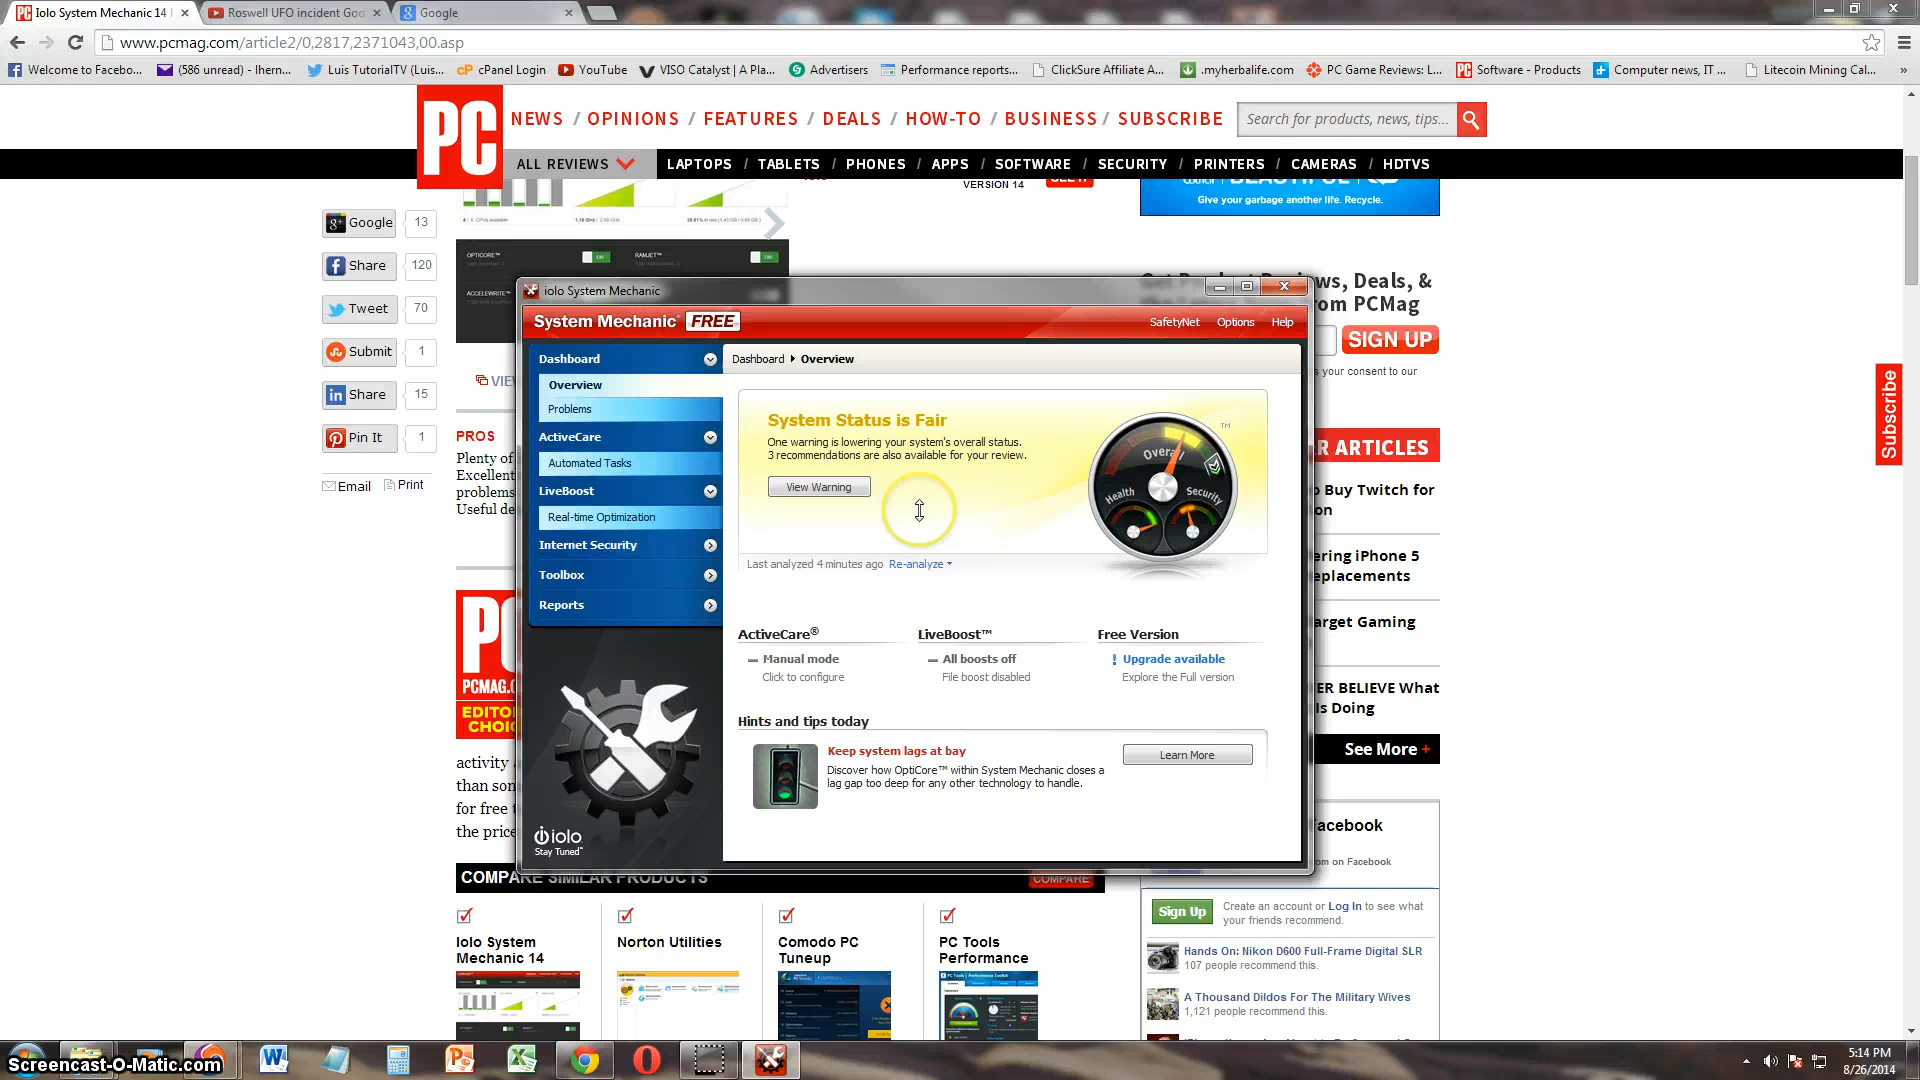 Iolo System Mechanic 14
Roswell UFO incident God
Google
www.pcmag.com/article2/0,2817,2371043,00.asp
Welcome to Facebo...
(586 unread) - lhern...
Luis TutorialTV (Luis...
cPanel Login
YouTube
VISO Catalyst | A Pla...
Advertisers
Performance reports...
ClickSure Affiliate A...
.myherbalife.com
PC Game Reviews: L...
Software - Products
Computer news, IT ...
Litecoin Mining Cal...
»
PC
NEWS / OPINIONS / FEATURES / DEALS / HOW-TO / BUSINESS / SUBSCRIBE
Search for products, news, tips...
ALL REVIEWS
LAPTOPS / TABLETS / PHONES / APPS / SOFTWARE / SECURITY / PRINTERS / CAMERAS / HDTVS
VERSION 14
Give your garbage another life. Recycle.
Google 13
Share 120
Tweet 70
Submit 1
Share 15
Pin It 1
Email
Print
OPTICORE™
ON
RAMJET™
ON
ACCELEWRITE™
VIE
PROS
Plenty of
Excellent
problems
Useful de
PCMAG.C
EDITO
CHOIC
activity a
than son
for free t
the price
iolo System Mechanic
System Mechanic FREE
SafetyNet
Options
Help
Dashboard
Overview
Problems
ActiveCare
Automated Tasks
LiveBoost
Real-time Optimization
Internet Security
Toolbox
Reports
iolo
Stay Tuned™
Dashboard
Overview
System Status is Fair
One warning is lowering your system's overall status.
3 recommendations are also available for your review.
View Warning
Overall
Health
Security
TM
Last analyzed 4 minutes ago
Re-analyze
ActiveCare®
Manual mode
Click to configure
LiveBoost™
All boosts off
File boost disabled
Free Version
! Upgrade available
Explore the Full version
Hints and tips today
Keep system lags at bay
Discover how OptiCore™ within System Mechanic closes a
lag gap too deep for any other technology to handle.
Learn More
ws, Deals, &
rom PCMag
SIGN UP
s your consent to our
Subscribe
R ARTICLES
o Buy Twitch for
on
ering iPhone 5
eplacements
arget Gaming
ER BELIEVE What
Is Doing
See More +
acebook
om on Facebook
Sign Up
Create an account or Log In to see what
your friends recommend.
Hands On: Nikon D600 Full-Frame Digital SLR
107 people recommend this.
A Thousand Dildos For The Military Wives
1,121 people recommend this.
COMPARE SIMILAR PRODUCTS
COMPARE
Iolo System
Mechanic 14
Norton Utilities
Comodo PC
Tuneup
PC Tools
Performance
Screencast-O-Matic.com
5:14 PM
8/26/2014